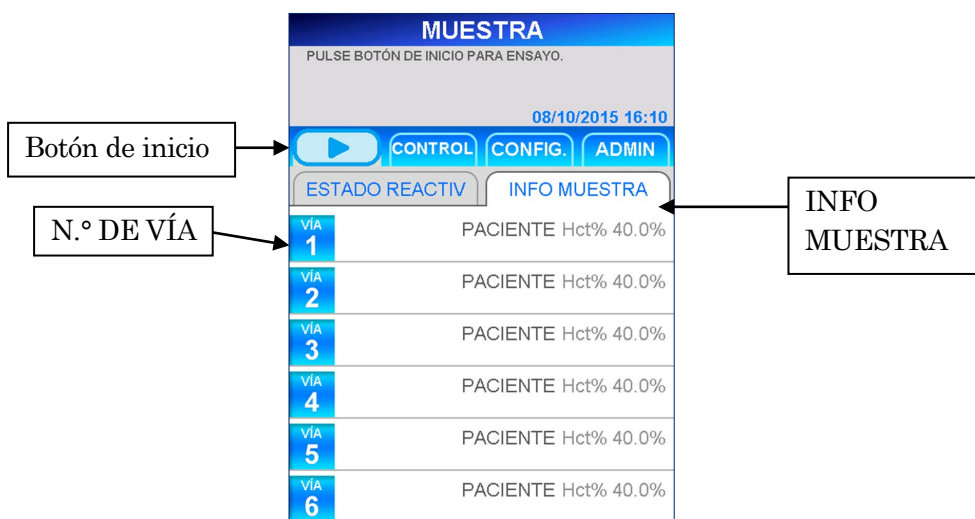 MUESTRA
PULSE BOTÓN DE INICIO PARA ENSAYO.
08/10/2015 16:10
Botón de inicio
CONTROL CONFIG. ADMIN
ESTADO REACTIV INFO MUESTRA
INFO
MUESTRA
N.° DE VÍA
VÍA
1 PACIENTE Hct% 40.0%
VÍA
2 PACIENTE Hct% 40.0%
VÍA
3 PACIENTE Hct% 40.0%
VÍA
4 PACIENTE Hct% 40.0%
VÍA
5 PACIENTE Hct% 40.0%
VÍA
6 PACIENTE Hct% 40.0%